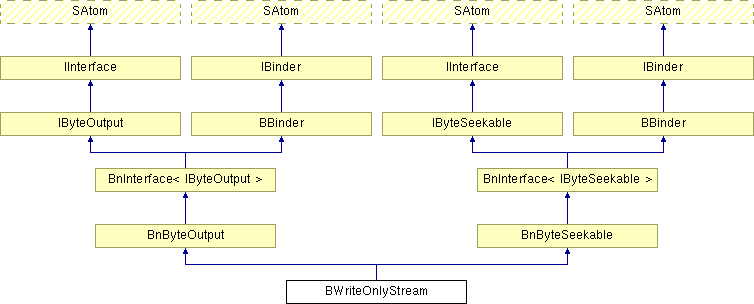 SAtom SAtom SAtom SAtom
IInterface IBinder IInterface IBinder
IByteOutput BBinder IByteSeekable BBinder
BnInterface< IByteOutput > BnInterface< IByteSeekable >
BnByteOutput BnByteSeekable
BWriteOnlyStream